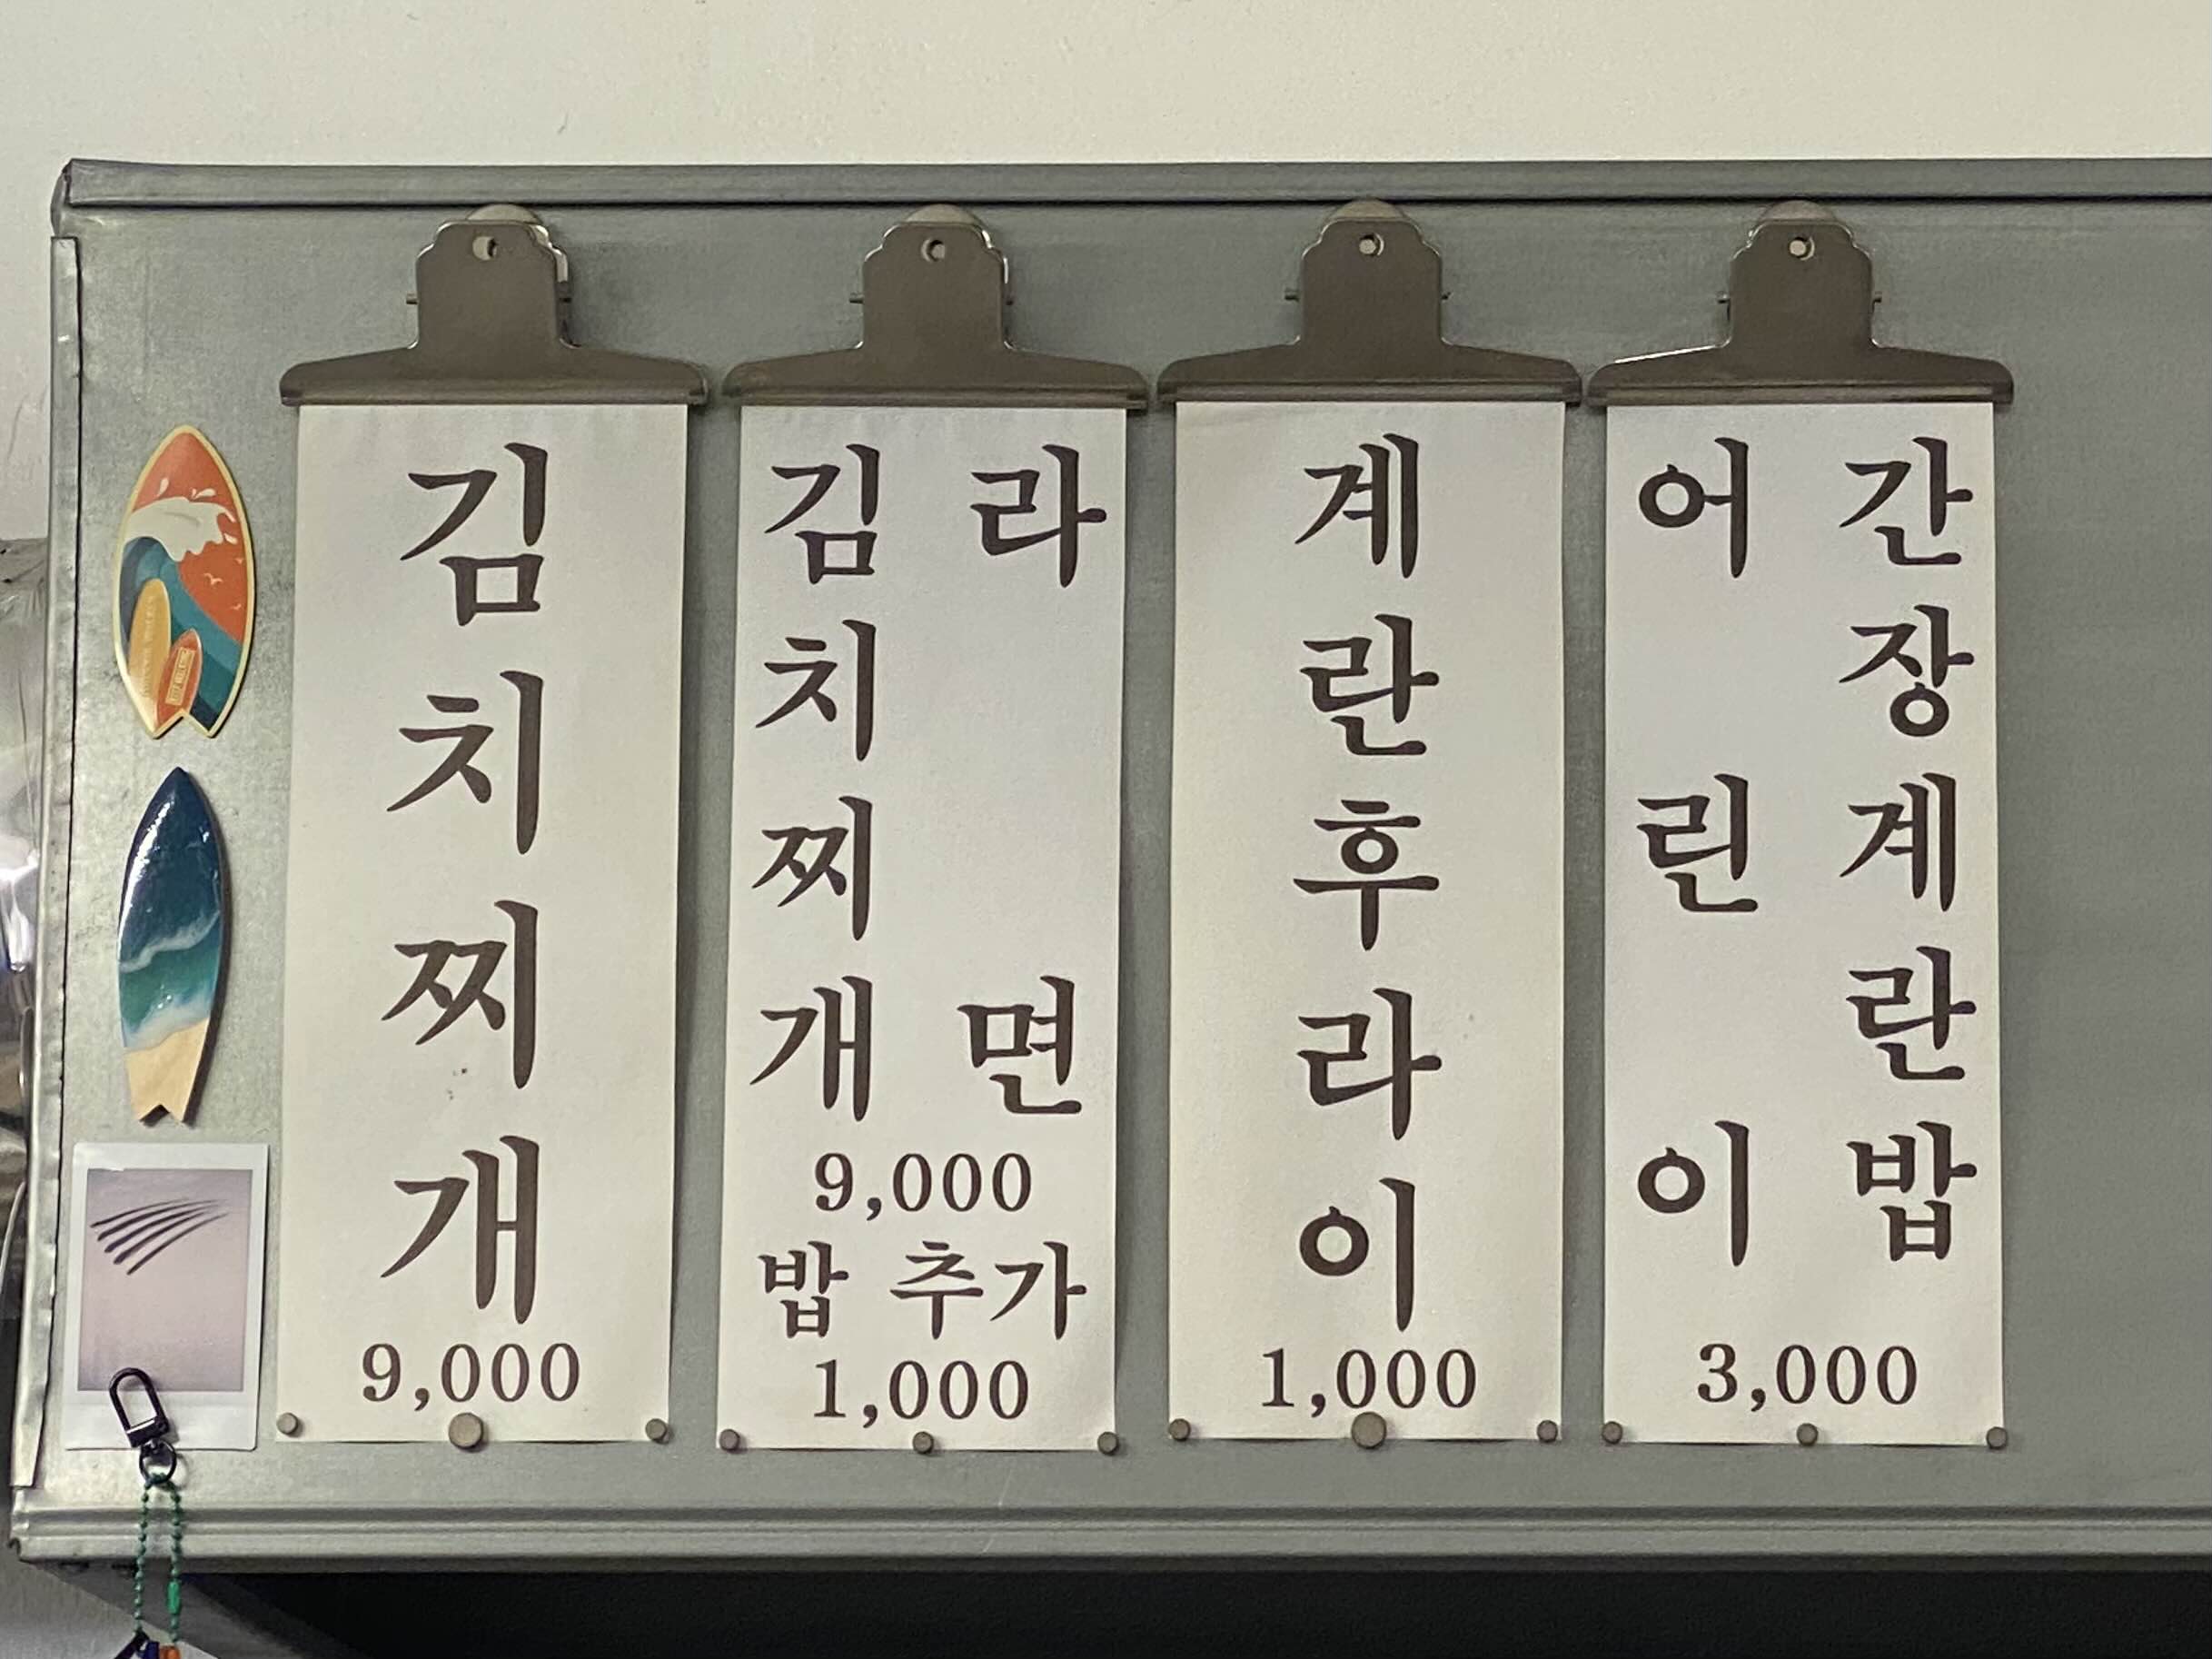 김치찌개
9,000
김치찌개
라면
9,000
밥 추가
1,000
계란후라이
1,000
어린이
간장계란밥
3,000